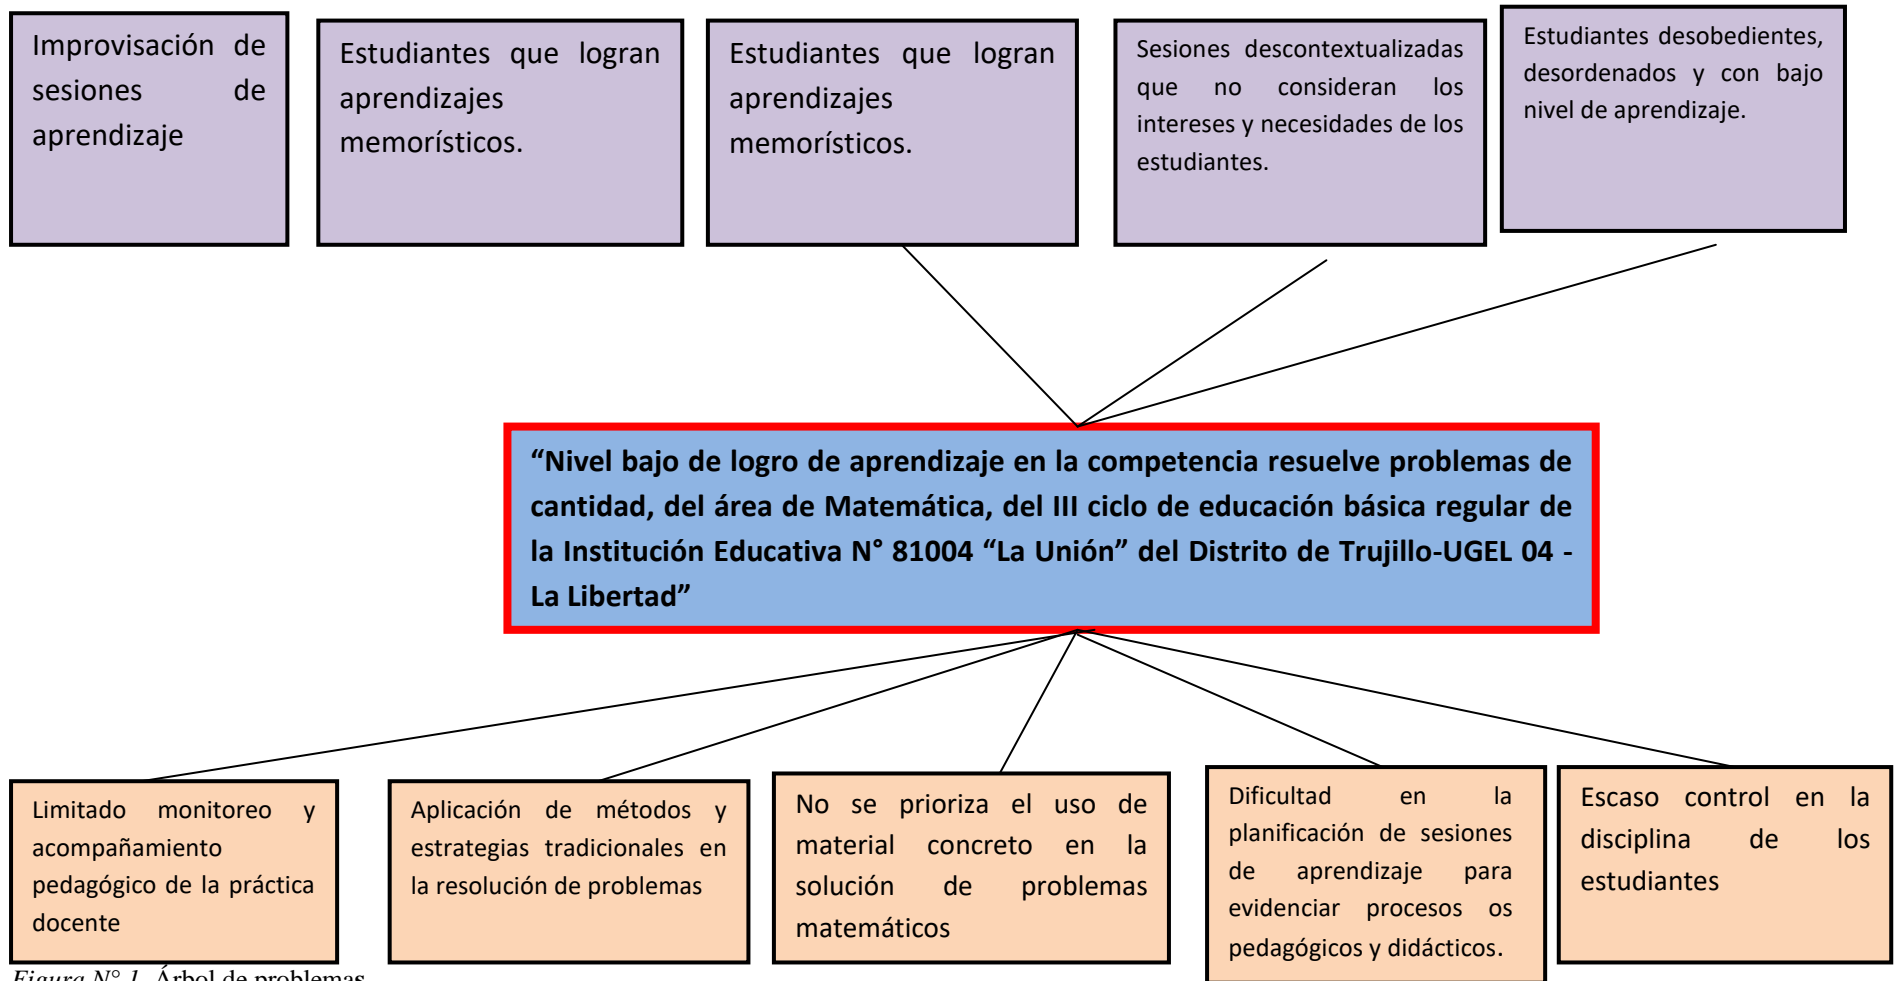 Improvisación de
sesiones de
aprendizaje
Estudiantes que logran
aprendizajes
memorísticos.
Estudiantes que logran
aprendizajes
memorísticos.
Sesiones descontextualizadas
que no consideran los
intereses y necesidades de los
estudiantes.
Estudiantes desobedientes,
desordenados y con bajo
nivel de aprendizaje.
“Nivel bajo de logro de aprendizaje en la competencia resuelve problemas de
cantidad, del área de Matemática, del III ciclo de educación básica regular de
la Institución Educativa N° 81004 “La Unión” del Distrito de Trujillo-UGEL 04 -
La Libertad”
Limitado monitoreo y
acompañamiento
pedagógico de la práctica
docente
Aplicación de métodos y
estrategias tradicionales en
la resolución de problemas
No se prioriza el uso de
material concreto en la
solución de problemas
matemáticos
Dificultad en la
planificación de sesiones
de aprendizaje para
evidenciar procesos os
pedagógicos y didácticos.
Escaso control en la
disciplina de los
estudiantes
Figura N° 1. Árbol de problemas